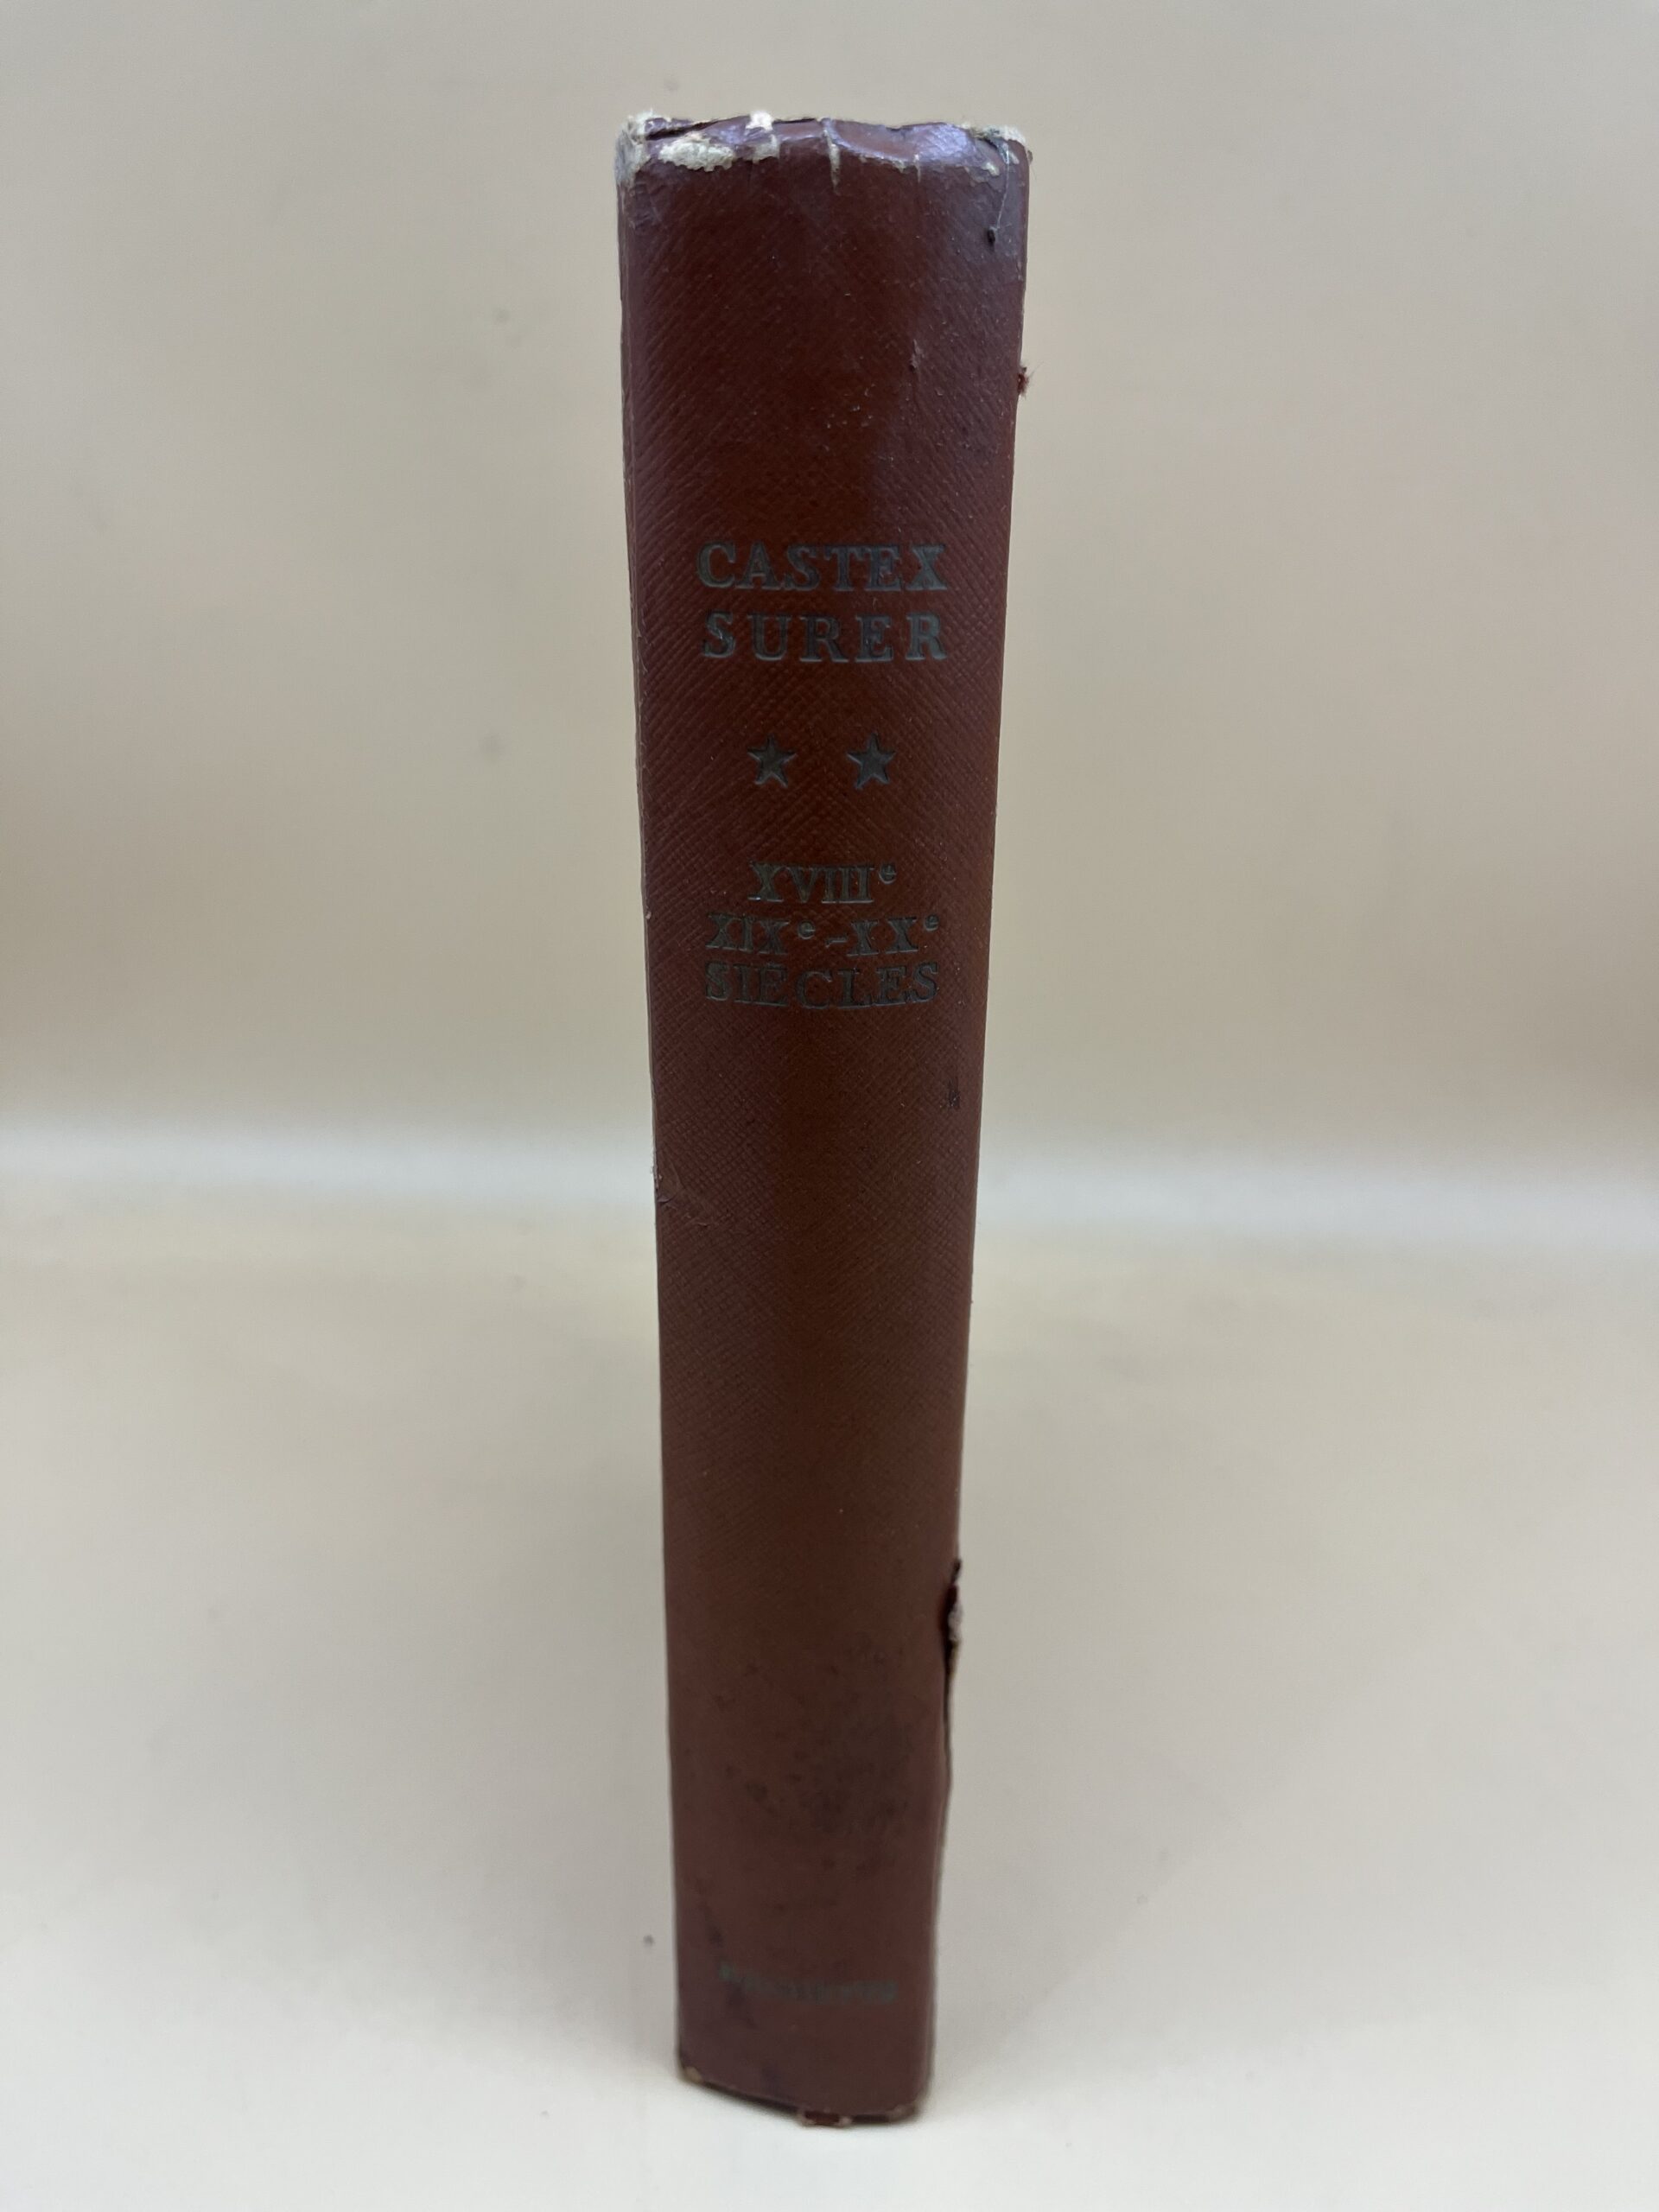 CASTEX
SURER
XVIIIe
XIXe-XXe
SIÈCLES